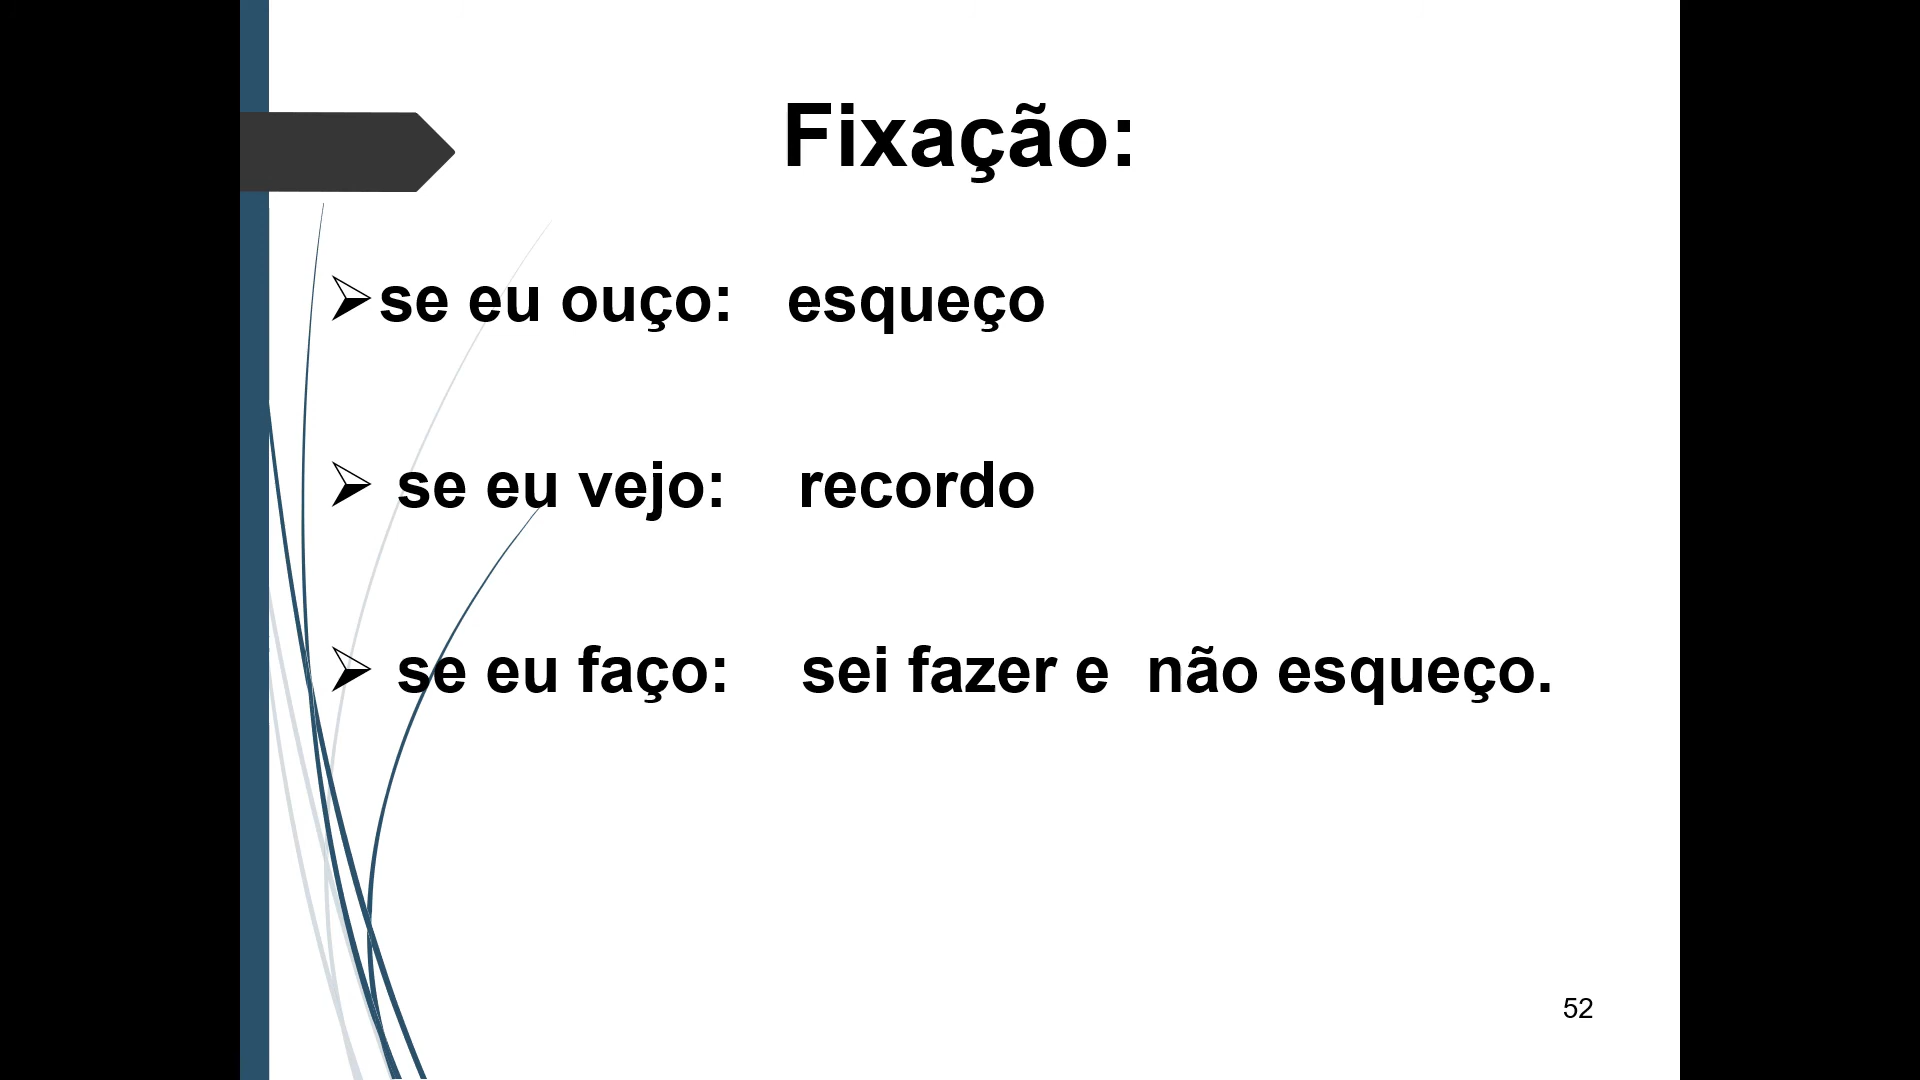 Fixação:
➢se eu ouço: esqueço
➢ se eu vejo: recordo
➢ se eu faço: sei fazer e não esqueço.
52